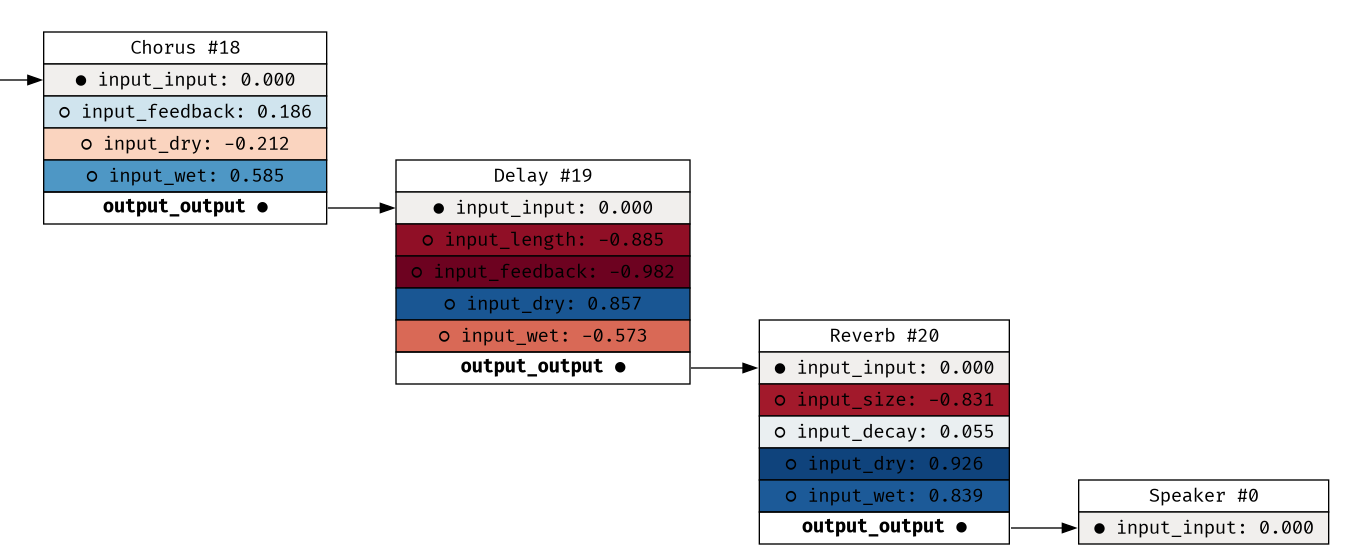 Chorus #18
● input_input: 0.000
○ input_feedback: 0.186
○ input_dry: -0.212
○ input_wet: 0.585
output_output ●
Delay #19
● input_input: 0.000
○ input_length: -0.885
○ input_feedback: -0.982
○ input_dry: 0.857
○ input_wet: -0.573
output_output ●
Reverb #20
● input_input: 0.000
○ input_size: -0.831
○ input_decay: 0.055
○ input_dry: 0.926
○ input_wet: 0.839
output_output ●
Speaker #0
● input_input: 0.000